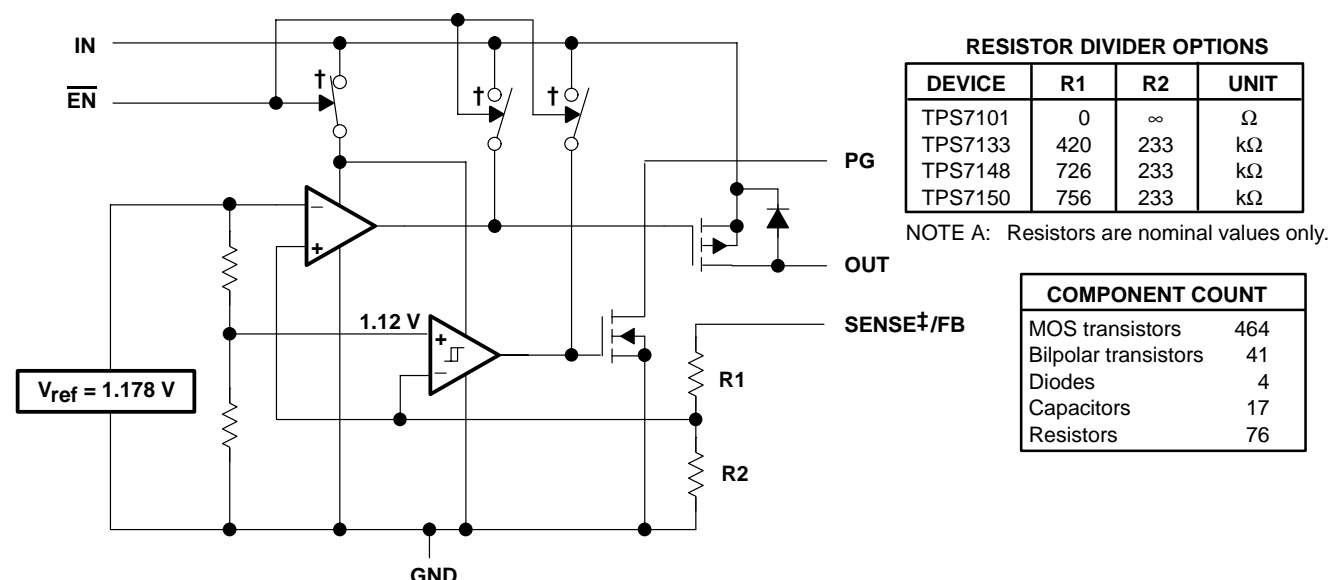 IN
EN
†
†
†
−
+
PG
OUT
1.12 V
+
−
SENSE‡/FB
Vref = 1.178 V
R1
R2
GND
RESISTOR DIVIDER OPTIONS
DEVICE R1 R2 UNIT
TPS7101 0 ∞ Ω
TPS7133 420 233 kΩ
TPS7148 726 233 kΩ
TPS7150 756 233 kΩ
NOTE A: Resistors are nominal values only.
COMPONENT COUNT
MOS transistors 464
Bilpolar transistors 41
Diodes 4
Capacitors 17
Resistors 76